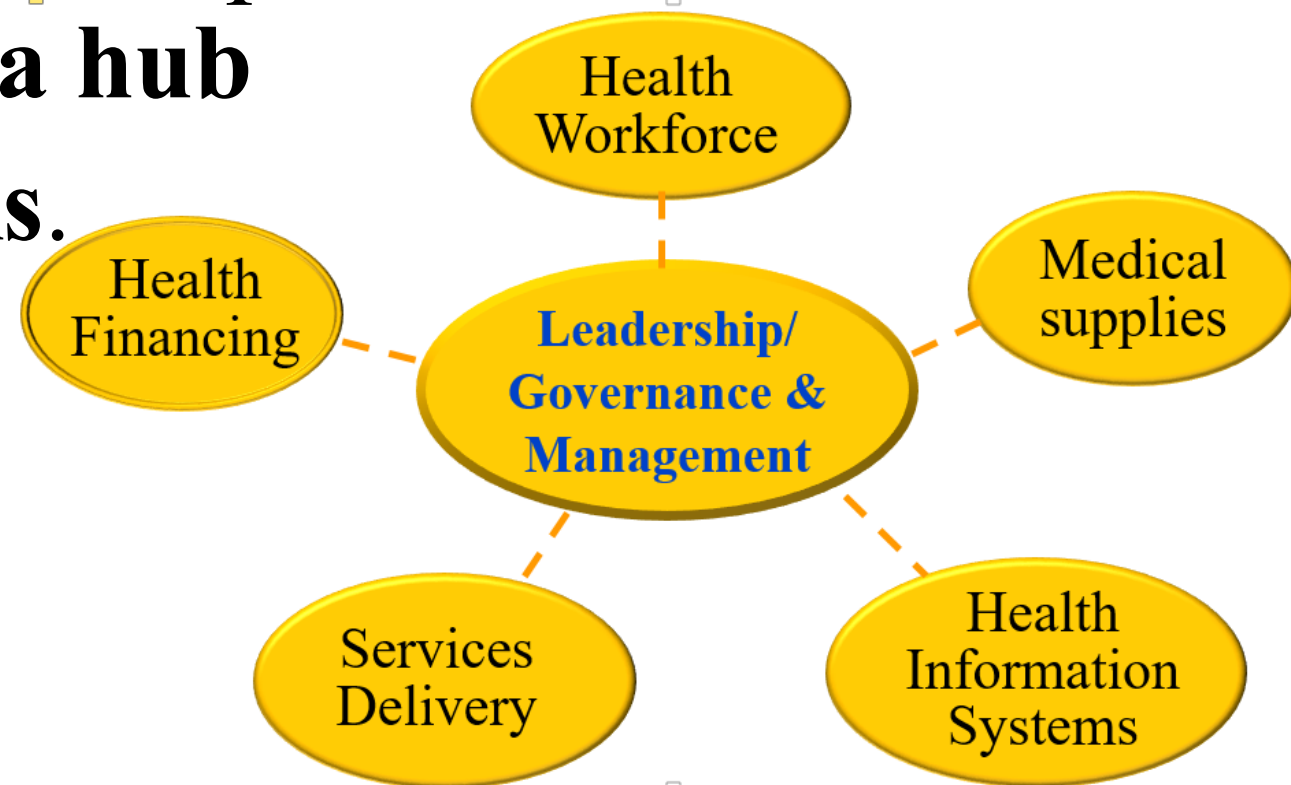 a hub
Health
Workforce
s.
Health
Financing
Medical
supplies
Leadership/
Governance &
Management
Services
Delivery
Health
Information
Systems